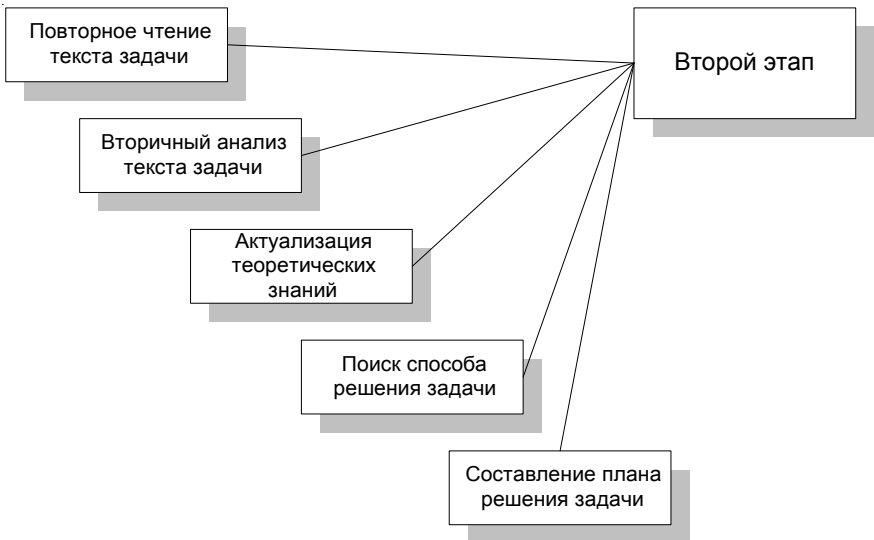 Повторное чтение
текста задачи
Второй этап
Вторичный анализ
текста задачи
Актуализация
теоретических
знаний
Поиск способа
решения задачи
Составление плана
решения задачи